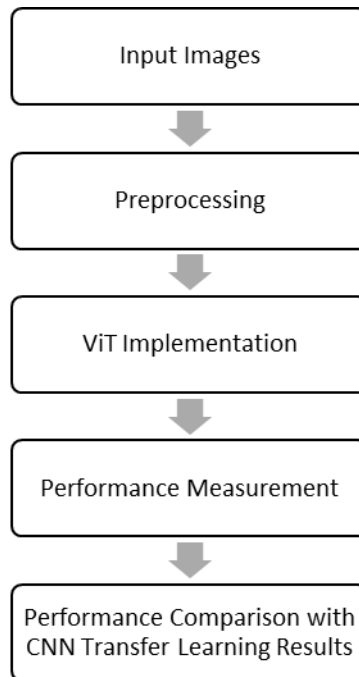 Input Images
Preprocessing
ViT Implementation
Performance Measurement
Performance Comparison with
CNN Transfer Learning Results